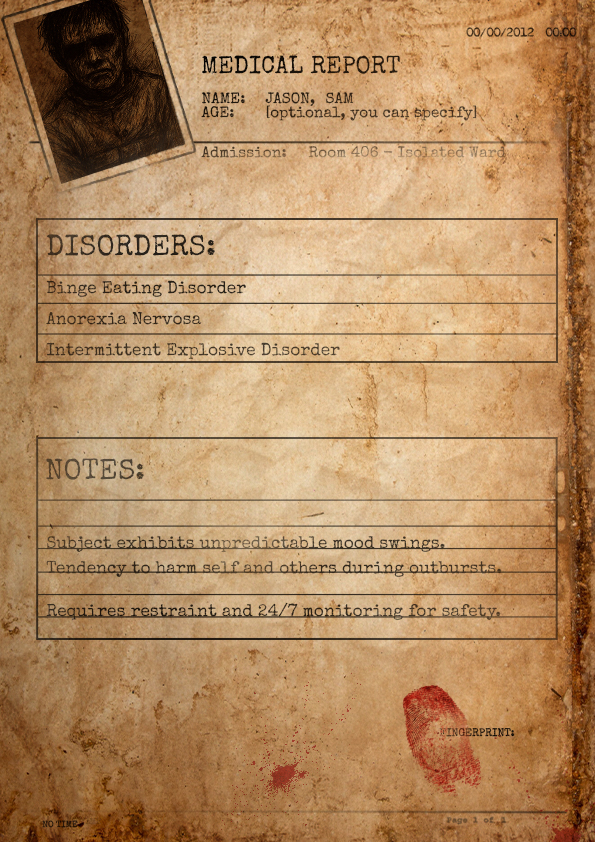 00/00/2012 00:00
MEDICAL REPORT
NAME: JASON, SAM
AGE: [optional, you can specify]
Admission: Room 406 – Isolated Ward
DISORDERS:
Binge Eating Disorder
Anorexia Nervosa
Intermittent Explosive Disorder
NOTES:
Subject exhibits unpredictable mood swings.
Tendency to harm self and others during outbursts.
Requires restraint and 24/7 monitoring for safety.
FINGERPRINT:
NO TIME
Page 1 of